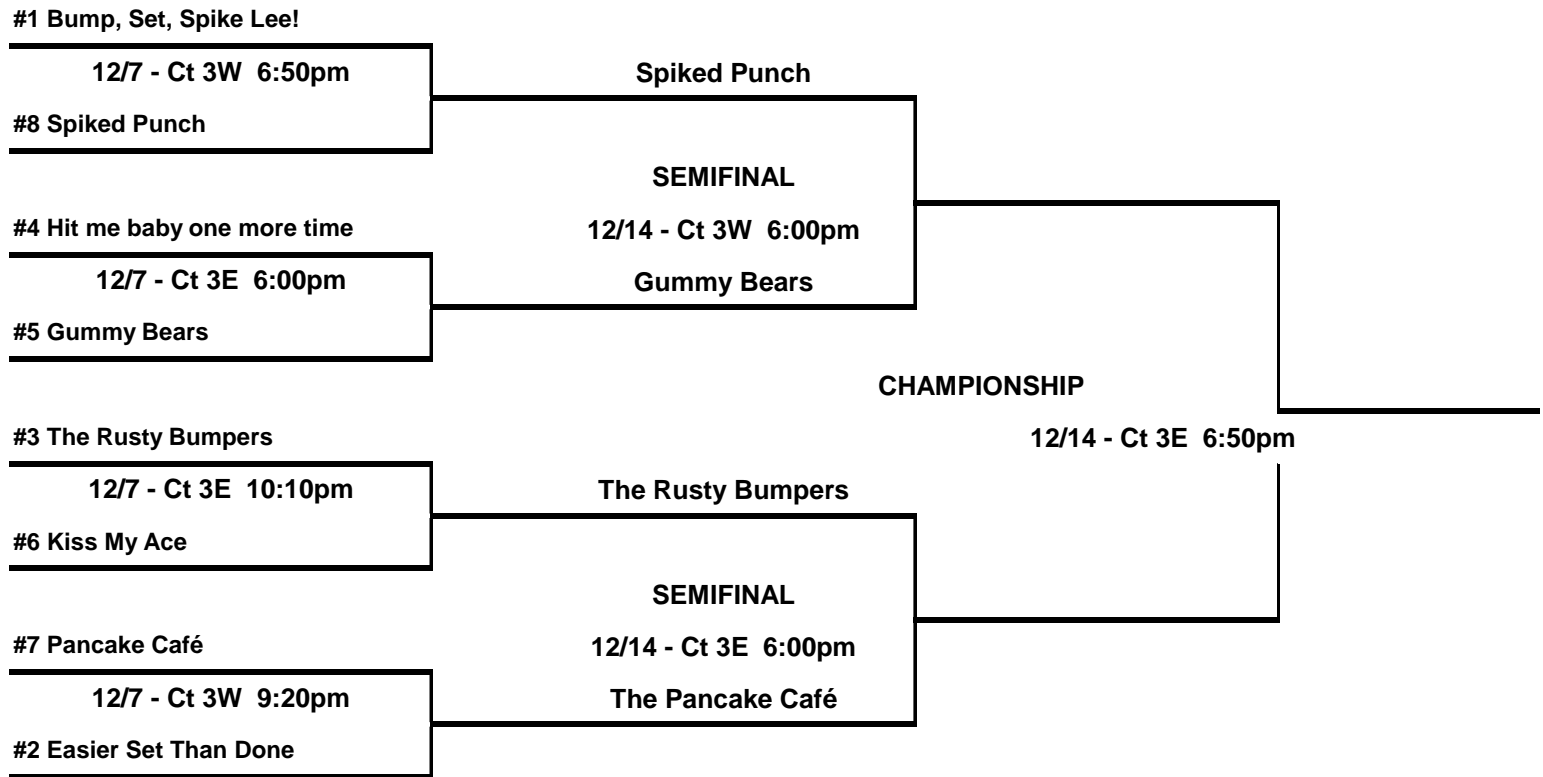 #1 Bump, Set, Spike Lee!
12/7 - Ct 3W 6:50pm
Spiked Punch
#8 Spiked Punch
SEMIFINAL
#4 Hit me baby one more time
12/14 - Ct 3W 6:00pm
12/7 - Ct 3E 6:00pm
Gummy Bears
#5 Gummy Bears
CHAMPIONSHIP
#3 The Rusty Bumpers
12/14 - Ct 3E 6:50pm
12/7 - Ct 3E 10:10pm
The Rusty Bumpers
#6 Kiss My Ace
SEMIFINAL
#7 Pancake Café
12/14 - Ct 3E 6:00pm
12/7 - Ct 3W 9:20pm
The Pancake Café
#2 Easier Set Than Done